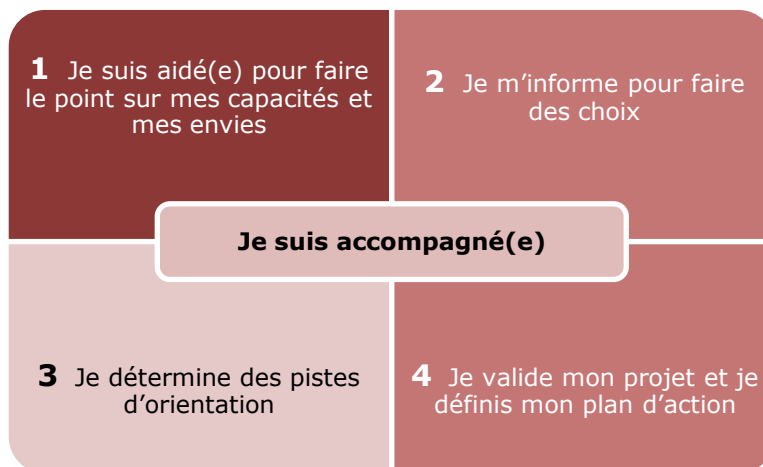 1 Je suis aidé(e) pour faire
le point sur mes capacités et
mes envies
2 Je m’informe pour faire
des choix
Je suis accompagné(e)
3 Je détermine des pistes
d’orientation
4 Je valide mon projet et je
définis mon plan d’action